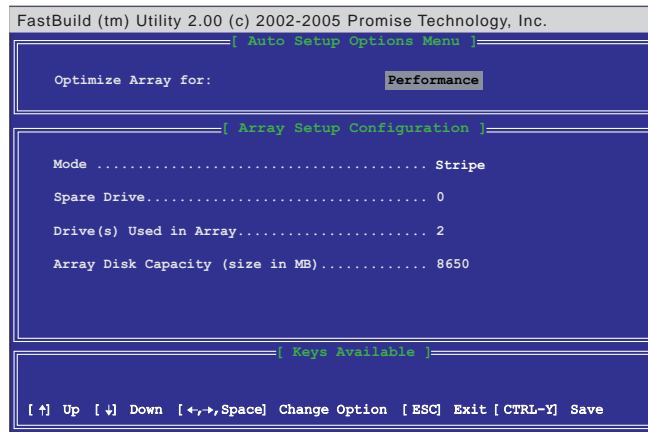 FastBuild (tm) Utility 2.00 (c) 2002-2005 Promise Technology, Inc.
[ Auto Setup Options Menu ]
Optimize Array for: Performance
[ Array Setup Configuration ]
Mode ........................................ Stripe
Spare Drive.................................. 0
Drive(s) Used in Array....................... 2
Array Disk Capacity (size in MB)............. 8650
[ Keys Available ]
[↑] Up [↓] Down [←,→,Space] Change Option [ESC] Exit [CTRL-Y] Save